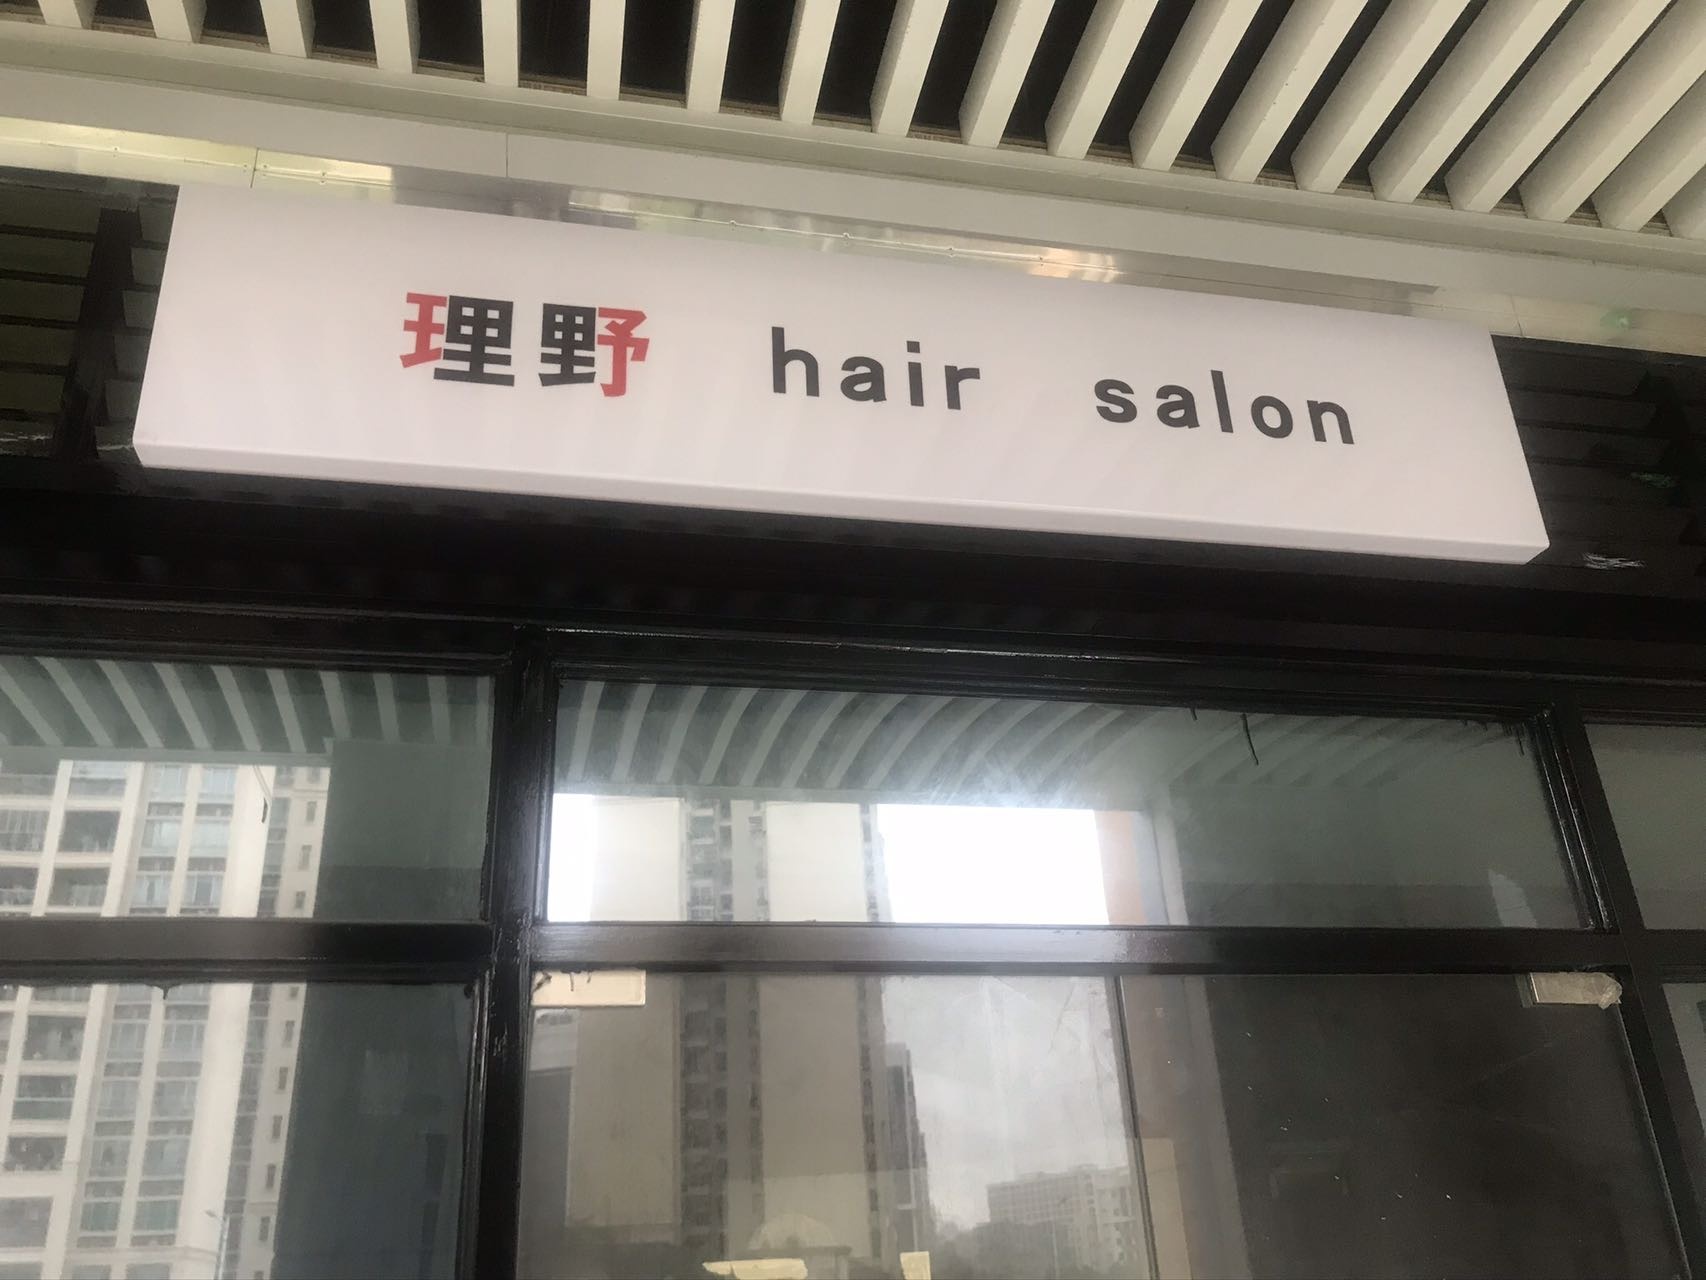 理野 hair salon